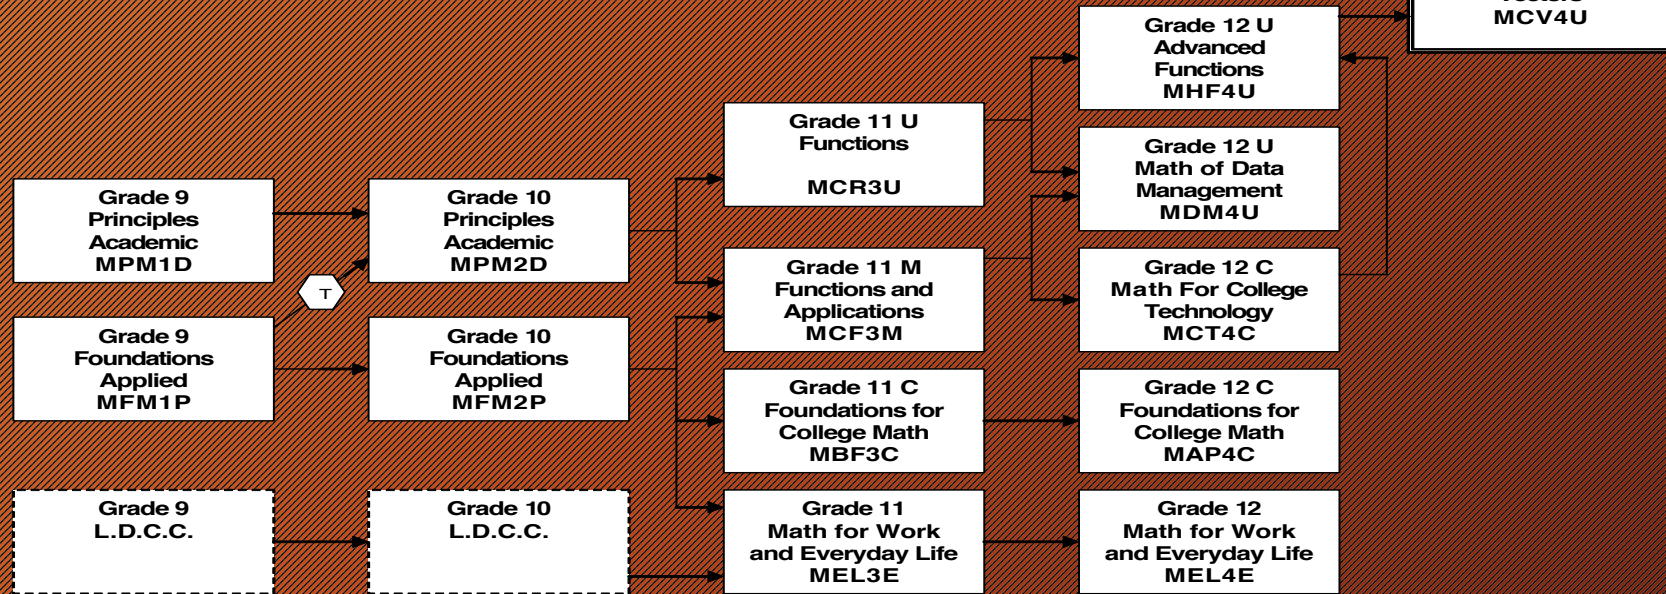 MCV4U
Grade 12 U
Advanced
Functions
MHF4U
Grade 11 U
Functions
MCR3U
Grade 12 U
Math of Data
Management
MDM4U
Grade 9
Principles
Academic
MPM1D
Grade 10
Principles
Academic
MPM2D
T
Grade 11 M
Functions and
Applications
MCF3M
Grade 12 C
Math For College
Technology
MCT4C
Grade 9
Foundations
Applied
MFM1P
Grade 10
Foundations
Applied
MFM2P
Grade 11 C
Foundations for
College Math
MBF3C
Grade 12 C
Foundations for
College Math
MAP4C
Grade 9
L.D.C.C.
Grade 10
L.D.C.C.
Grade 11
Math for Work
and Everyday Life
MEL3E
Grade 12
Math for Work
and Everyday Life
MEL4E